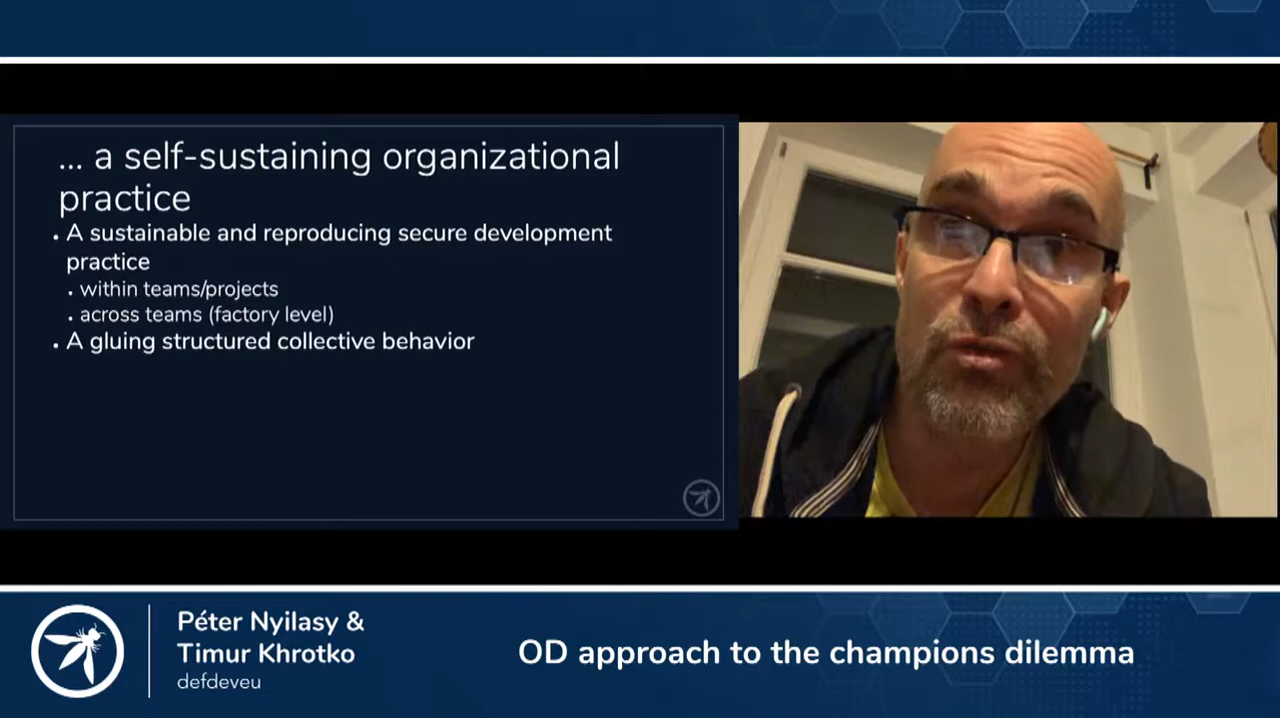 ... a self-sustaining organizational
practice
• A sustainable and reproducing secure development
practice
• within teams/projects
• across teams (factory level)
• A gluing structured collective behavior
Péter Nyilasy &
Timur Khrotko
defdeveu
OD approach to the champions dilemma